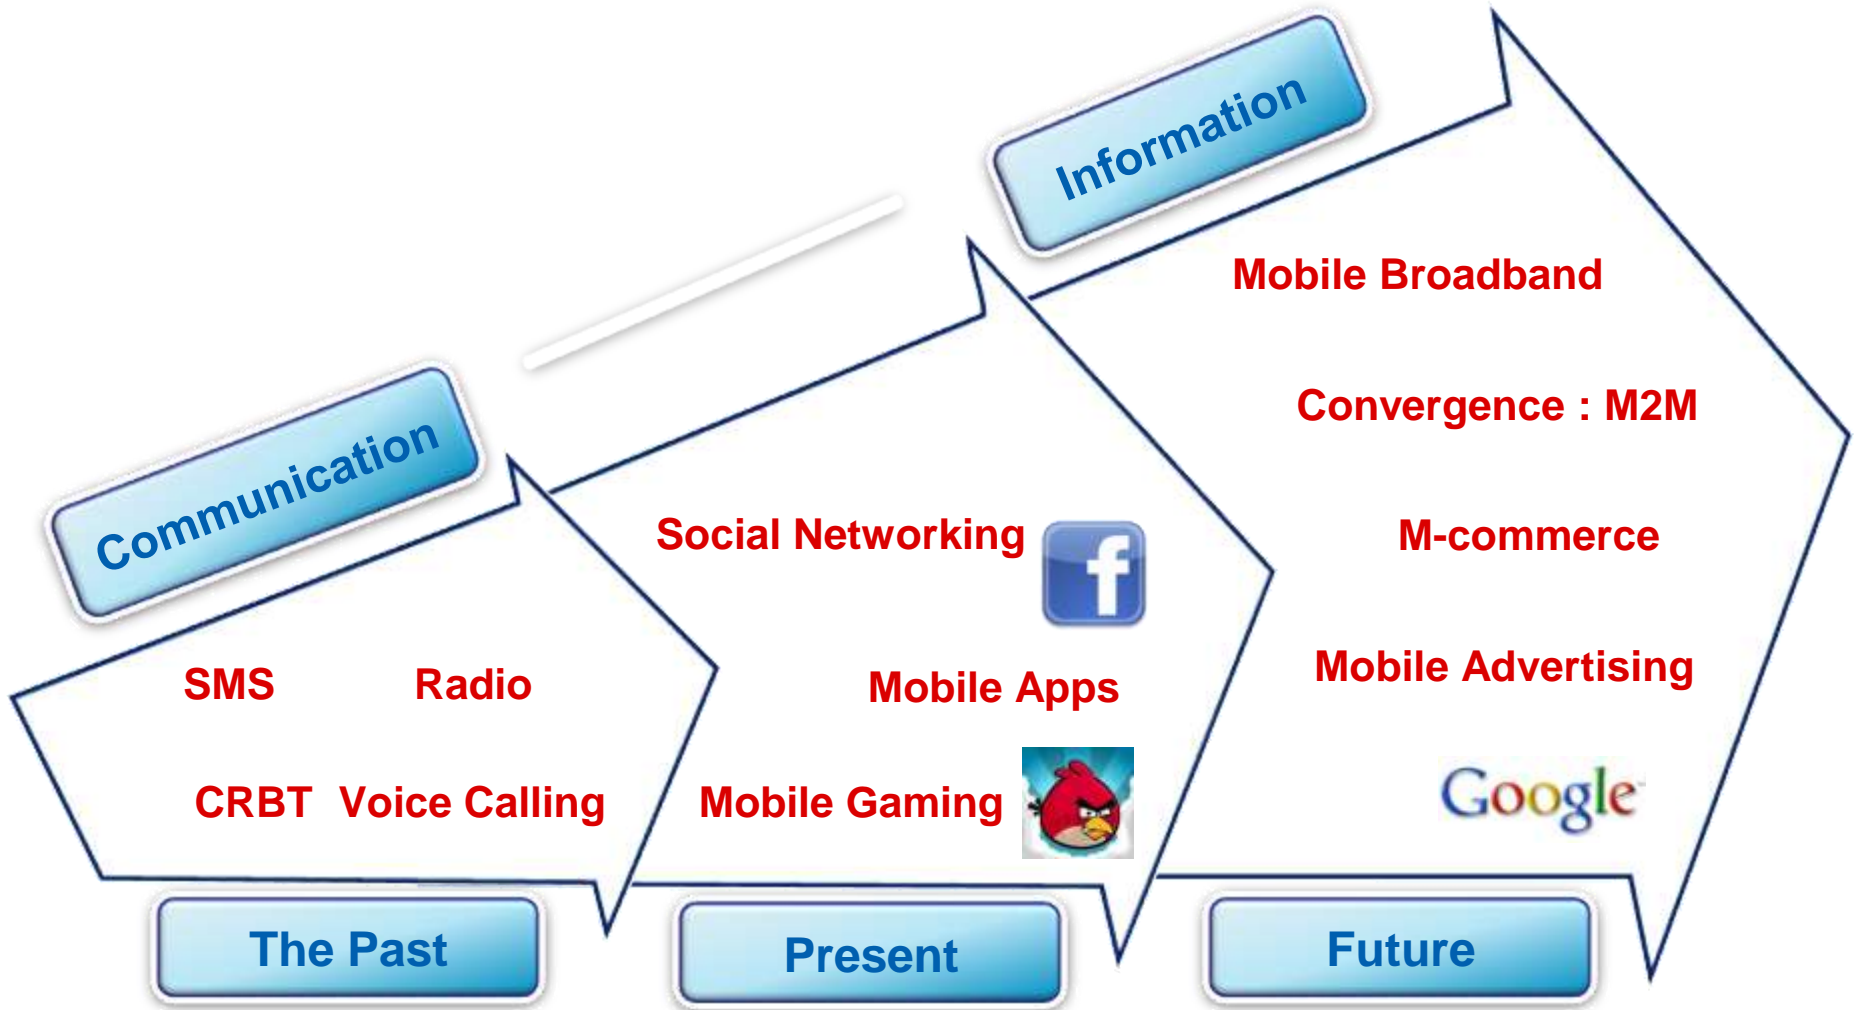 Information
Communication
Mobile Broadband
Convergence : M2M
M-commerce
Mobile Advertising
Google
Social Networking
f
Mobile Apps
Mobile Gaming
SMS Radio
CRBT Voice Calling
The Past
Present
Future